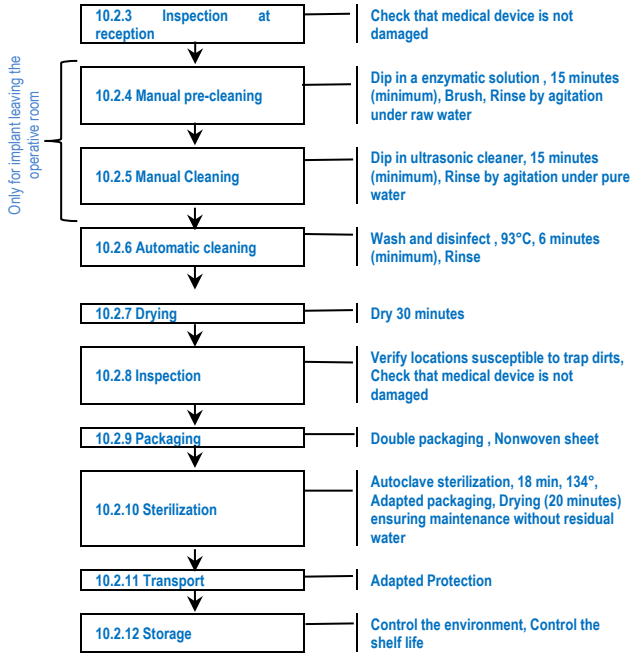 10.2.3 Inspection at
reception
Check that medical device is not
damaged
Only for implant leaving the
operative room
10.2.4 Manual pre-cleaning
Dip in a enzymatic solution , 15 minutes
(minimum), Brush, Rinse by agitation
under raw water
10.2.5 Manual Cleaning
Dip in ultrasonic cleaner, 15 minutes
(minimum), Rinse by agitation under pure
water
10.2.6 Automatic cleaning
Wash and disinfect , 93°C, 6 minutes
(minimum), Rinse
10.2.7 Drying
Dry 30 minutes
10.2.8 Inspection
Verify locations susceptible to trap dirts,
Check that medical device is not
damaged
10.2.9 Packaging
Double packaging , Nonwoven sheet
10.2.10 Sterilization
Autoclave sterilization, 18 min, 134°,
Adapted packaging, Drying (20 minutes)
ensuring maintenance without residual
water
10.2.11 Transport
Adapted Protection
10.2.12 Storage
Control the environment, Control the
shelf life